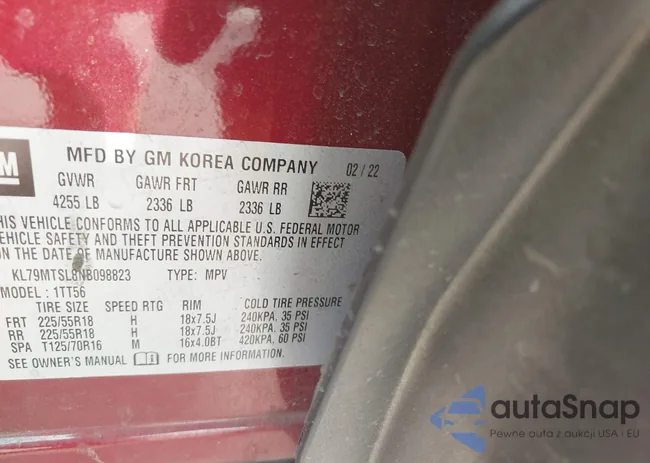 M
MFD BY GM KOREA COMPANY 02 / 22
GVWR GAWR FRT GAWR RR
4255 LB 2336 LB 2336 LB
HIS VEHICLE CONFORMS TO ALL APPLICABLE U.S. FEDERAL MOTOR
EHICLE SAFETY AND THEFT PREVENTION STANDARDS IN EFFECT
N THE DATE OF MANUFACTURE SHOWN ABOVE.
KL79MTSL8NB098823 TYPE: MPV
MODEL : 1TT56
TIRE SIZE SPEED RTG RIM COLD TIRE PRESSURE
FRT 225/55R18 H 18x7.5J 240KPA, 35 PSI
RR 225/55R18 H 18x7.5J 240KPA, 35 PSI
SPA T125/70R16 M 16x4.0BT 420KPA, 60 PSI
SEE OWNER'S MANUAL FOR MORE INFORMATION.
autoSnap
Pewne auta z aukcji USA i EU